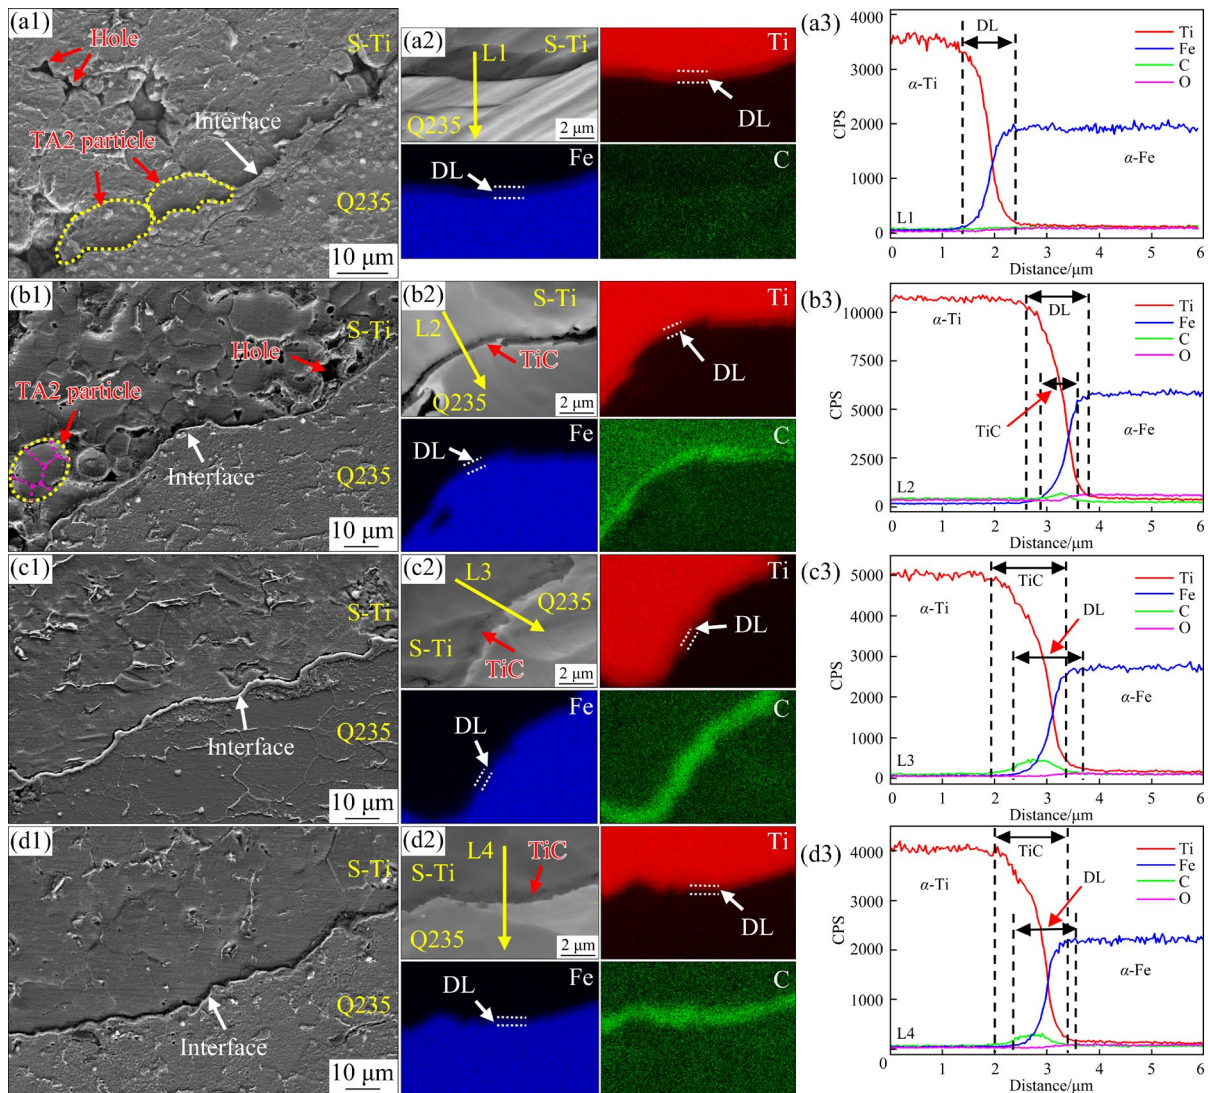 (a1)
Hole
S-Ti
TA2 particle
Interface
Q235
10 μm
(a2)
L1
S-Ti
Q235
2 μm
Ti
DL
Fe
DL
C
(a3)
4000
3000
2000
1000
0
CPS
DL
α-Ti
α-Fe
Ti
Fe
C
O
L1
0 1 2 3 4 5 6
Distance/μm
(b1)
S-Ti
Hole
TA2 particle
Interface
Q235
10 μm
(b2)
S-Ti
L2
TiC
Q235
2 μm
Ti
DL
Fe
DL
C
(b3)
10000
7500
5000
2500
0
CPS
DL
α-Ti
TiC
α-Fe
Ti
Fe
C
O
L2
0 1 2 3 4 5 6
Distance/μm
(c1)
S-Ti
Q235
Interface
10 μm
(c2)
L3
Q235
S-Ti
TiC
2 μm
Ti
DL
Fe
DL
C
(c3)
5000
4000
3000
2000
1000
0
CPS
TiC
α-Ti
DL
α-Fe
Ti
Fe
C
O
L3
0 1 2 3 4 5 6
Distance/μm
(d1)
S-Ti
Q235
Interface
10 μm
(d2)
L4
TiC
S-Ti
Q235
2 μm
Ti
DL
Fe
DL
C
(d3)
4000
3000
2000
1000
0
CPS
TiC
α-Ti
DL
α-Fe
Ti
Fe
C
O
L4
0 1 2 3 4 5 6
Distance/μm